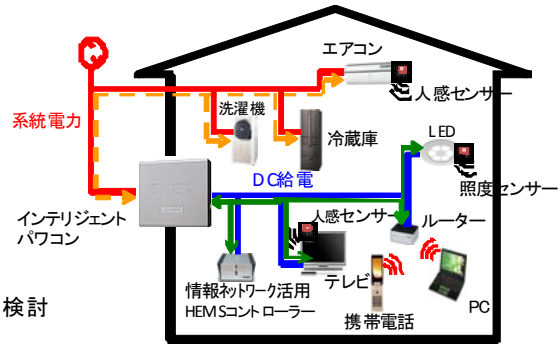 エアコン
人感センサー
洗濯機
冷蔵庫
系統電力
LED
照度センサー
DC給電
インテリジェント
パワコン
人感センサー
ルーター
テレビ
情報ネットワーク活用
HEMSコントローラー
携帯電話
PC
検討